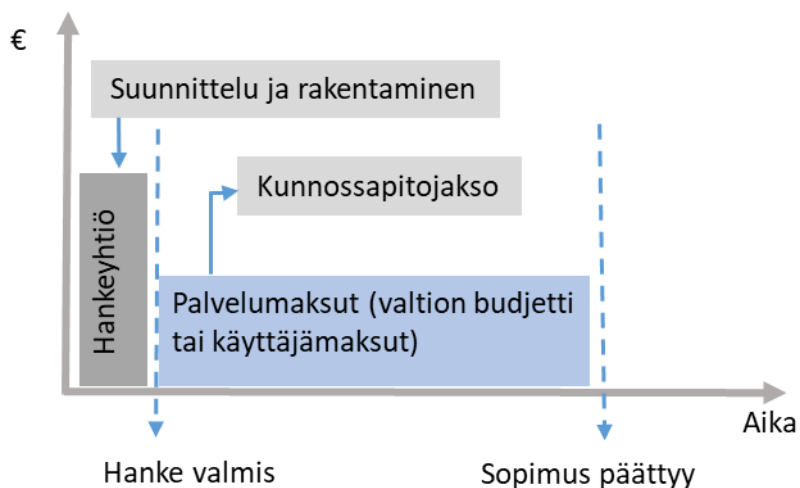 €
Suunnittelu ja rakentaminen
Kunnossapitojakso
Hankeyhtiö
Palvelumaksut (valtion budjetti
tai käyttäjämaksut)
Aika
Hanke valmis
Sopimus päättyy